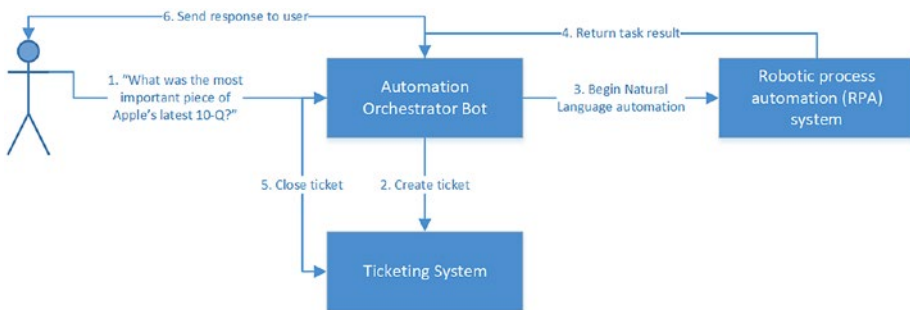 6. Send response to user
4. Return task result
1. "What was the most
important piece of
Apple's latest 10-Q?"
Automation
Orchestrator Bot
3. Begin Natural
Language automation
Robotic process
automation (RPA)
system
5. Close ticket
2. Create ticket
Ticketing System